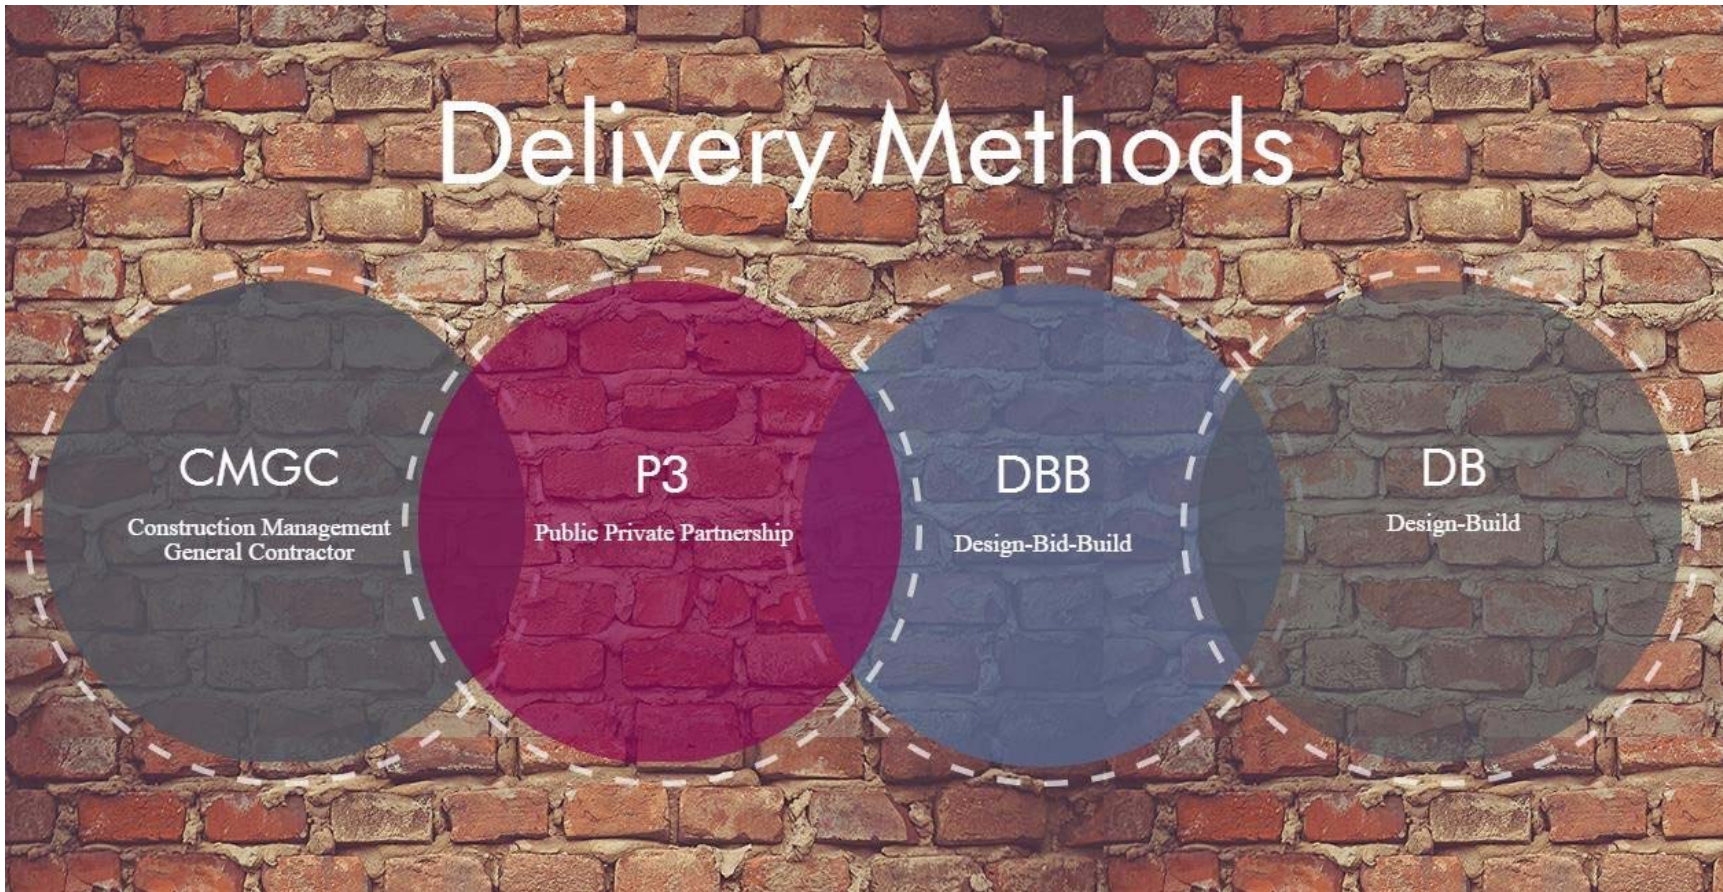 Delivery Methods
CMGC
Construction Management
General Contractor
P3
Public Private Partnership
DBB
Design-Bid-Build
DB
Design-Build